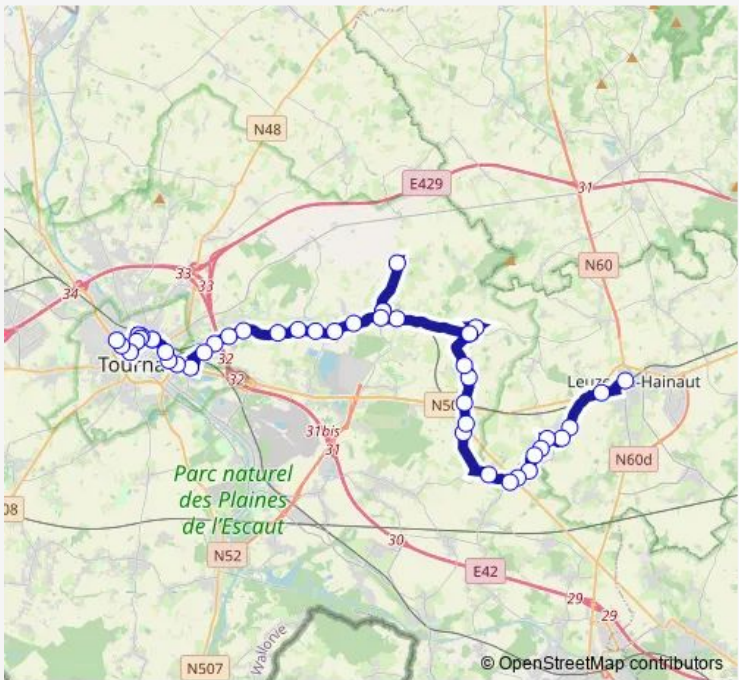 N48
E429
31
N60
33
33
34
Tourna
32
32
Leuze-Hainaut
N50
31bis
31
N60d
Parc naturel
des Plaines
de l'Escaut
08
30
N52
E42
29
29
Wallonie
N507
© OpenStreetMap contributors